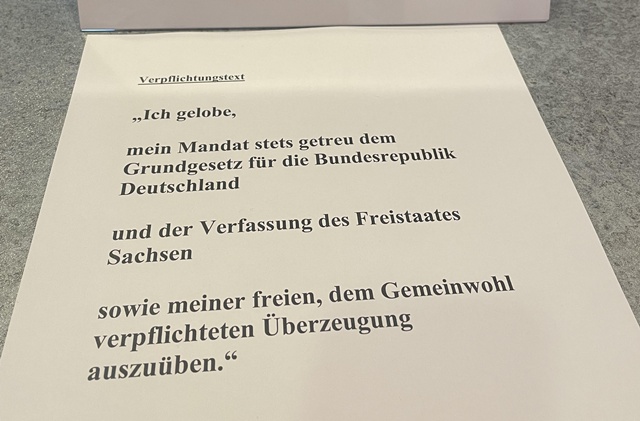 Verpflichtungstext
„Ich gelobe,
mein Mandat stets getreu dem
Grundgesetz für die Bundesrepublik
Deutschland
und der Verfassung des Freistaates
Sachsen
sowie meiner freien, dem Gemeinwohl
verpflichteten Überzeugung
auszuüben.“